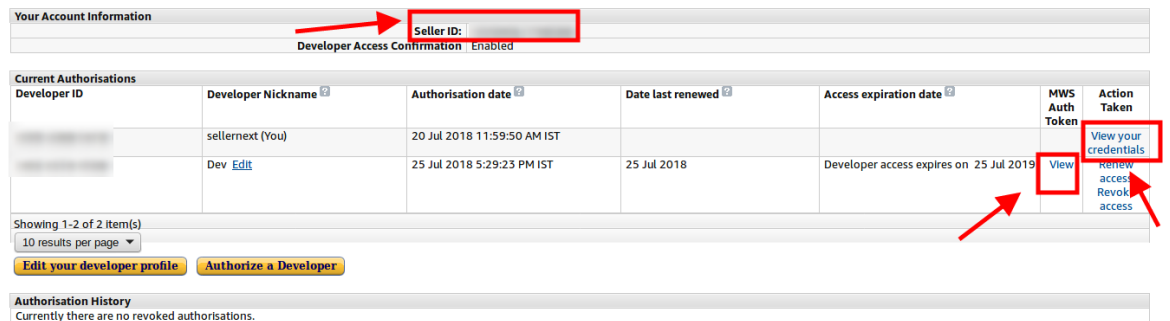 Your Account Information
Seller ID:
Developer Access Confirmation Enabled
Current Authorisations
Developer ID Developer Nickname ? Authorisation date ? Date last renewed ? Access expiration date ? MWS Auth Token Action Taken
sellernext (You) 20 Jul 2018 11:59:50 AM IST View your credentials
Dev Edit 25 Jul 2018 5:29:23 PM IST 25 Jul 2018 Developer access expires on 25 Jul 2019 View Renew access Revoke access
Showing 1-2 of 2 item(s)
10 results per page
Edit your developer profile Authorize a Developer
Authorisation History
Currently there are no revoked authorisations.